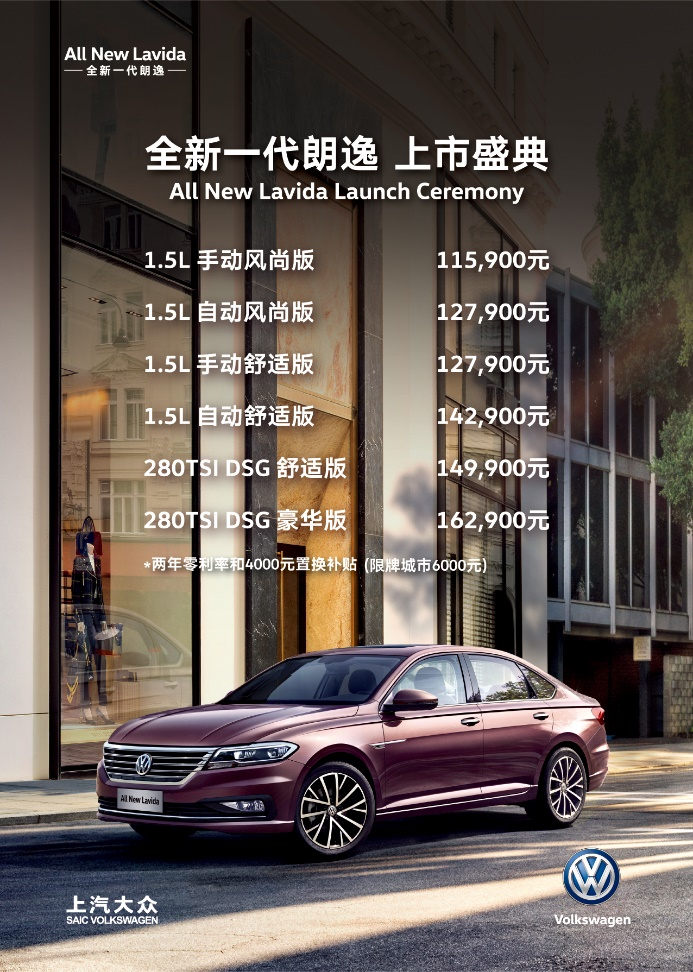 All New Lavida
全新一代朗逸
全新一代朗逸 上市盛典
All New Lavida Launch Ceremony
1.5L 手动风尚版 115,900元
1.5L 自动风尚版 127,900元
1.5L 手动舒适版 127,900元
1.5L 自动舒适版 142,900元
280TSI DSG 舒适版 149,900元
280TSI DSG 豪华版 162,900元
*两年零利率和4000元置换补贴 (限牌城市6000元)
All New Lavida
上汽大众
SAIC VOLKSWAGEN
Volkswagen